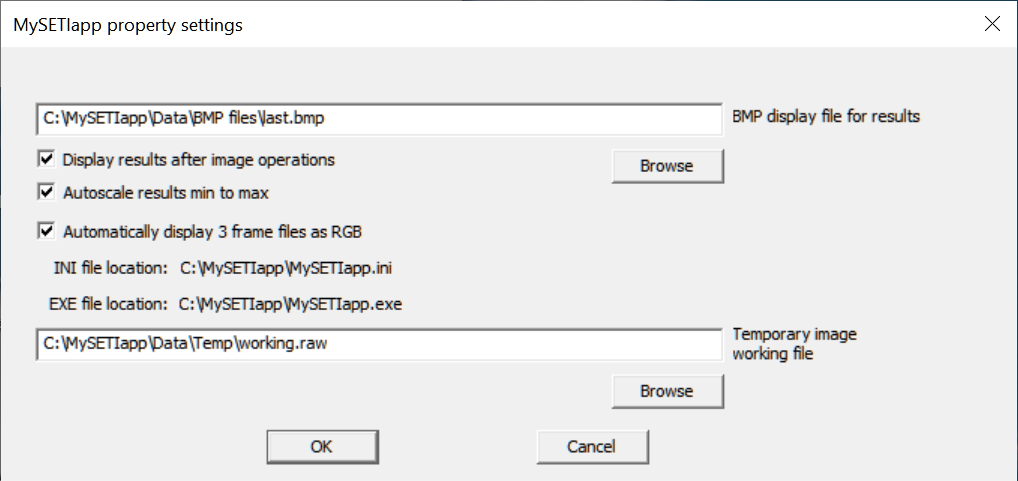 MySETIapp property settings
C:\MySETIapp\Data\BMP files\last.bmp
BMP display file for results
Display results after image operations
Browse
Autoscale results min to max
Automatically display 3 frame files as RGB
INI file location: C:\MySETIapp\MySETIapp.ini
EXE file location: C:\MySETIapp\MySETIapp.exe
C:\MySETIapp\Data\Temp\working.raw
Temporary image
working file
Browse
OK
Cancel